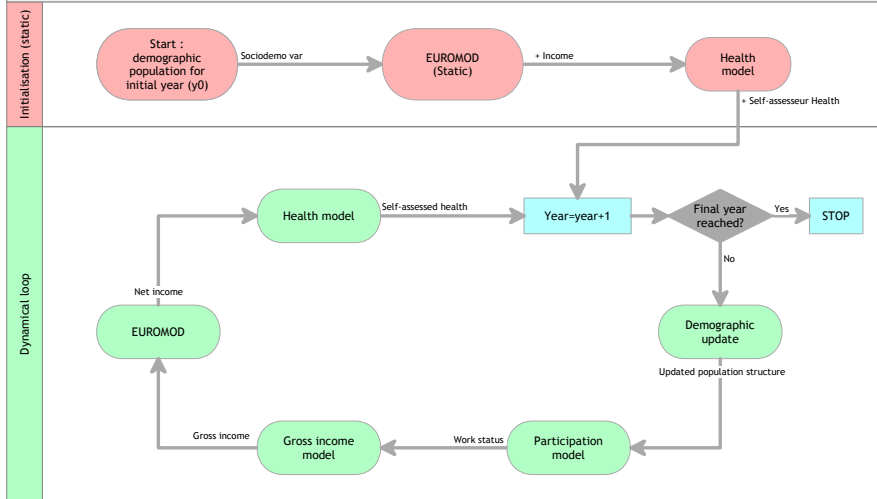 Initialisation (static)
Start :
demographic
population for
initial year (y0)
Sociodemo var
EUROMOD
(Static)
+ Income
Health
model
+ Self-assesseur Health
Dynamical loop
Health model
Self-assessed health
Year=year+1
Final year
reached?
Yes
STOP
No
Net income
EUROMOD
Demographic
update
Updated population structure
Gross income
Gross income
model
Work status
Participation
model